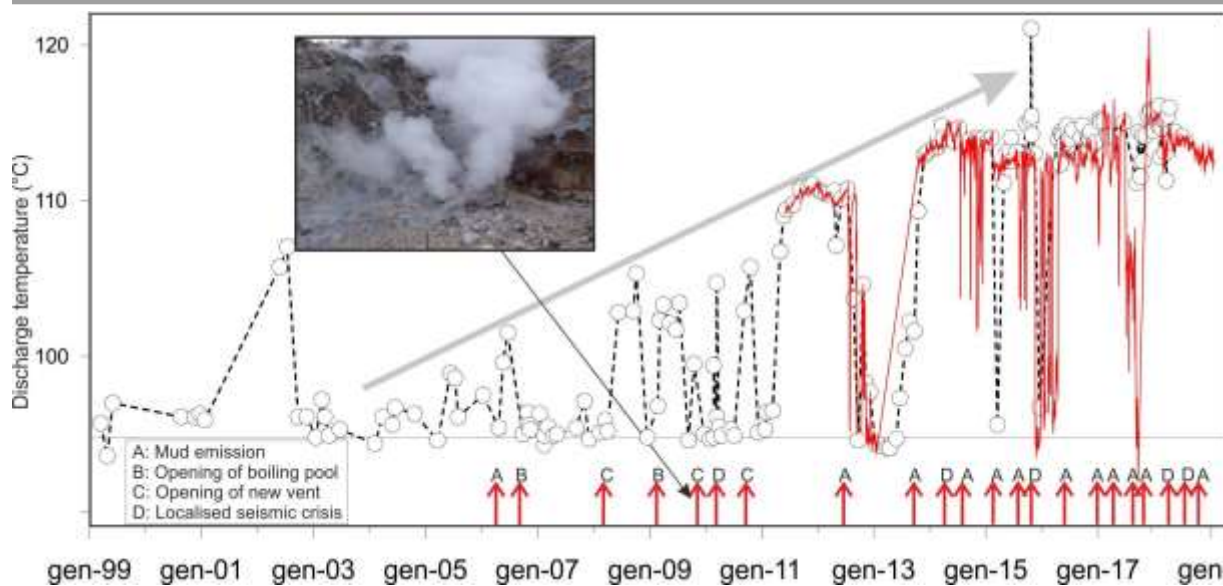 120
110
100
Discharge temperature (°C)
A: Mud emission
B: Opening of boiling pool
C: Opening of new vent
D: Localised seismic crisis
A B C B C D C A A D A A A D A A A A A D D A
gen-99 gen-01 gen-03 gen-05 gen-07 gen-09 gen-11 gen-13 gen-15 gen-17 gen-